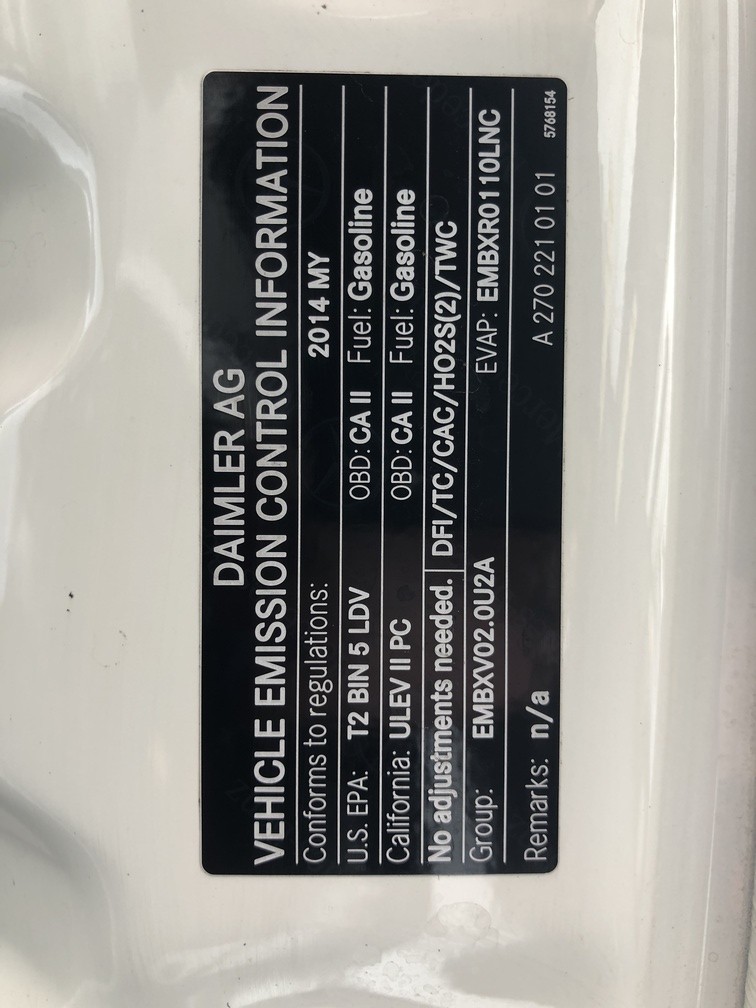 DAIMLER AG
VEHICLE EMISSION CONTROL INFORMATION
Conforms to regulations: 2014 MY
U.S. EPA: T2 BIN 5 LDV OBD: CA II Fuel: Gasoline
California: ULEV II PC OBD: CA II Fuel: Gasoline
No adjustments needed. DFI/TC/CAC/HO2S(2)/TWC
Group: EMBXV02.0U2A EVAP: EMBXR0110LNC
Remarks: n/a A 270 221 01 01 5768154